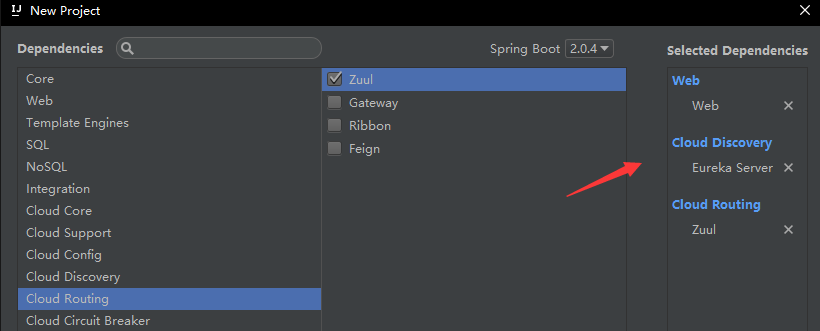 IJ New Project
Dependencies
Spring Boot 2.0.4
Selected Dependencies
Core
Web
Template Engines
SQL
NoSQL
Integration
Cloud Core
Cloud Support
Cloud Config
Cloud Discovery
Cloud Routing
Cloud Circuit Breaker
Zuul
Gateway
Ribbon
Feign
Web
Web
Cloud Discovery
Eureka Server
Cloud Routing
Zuul